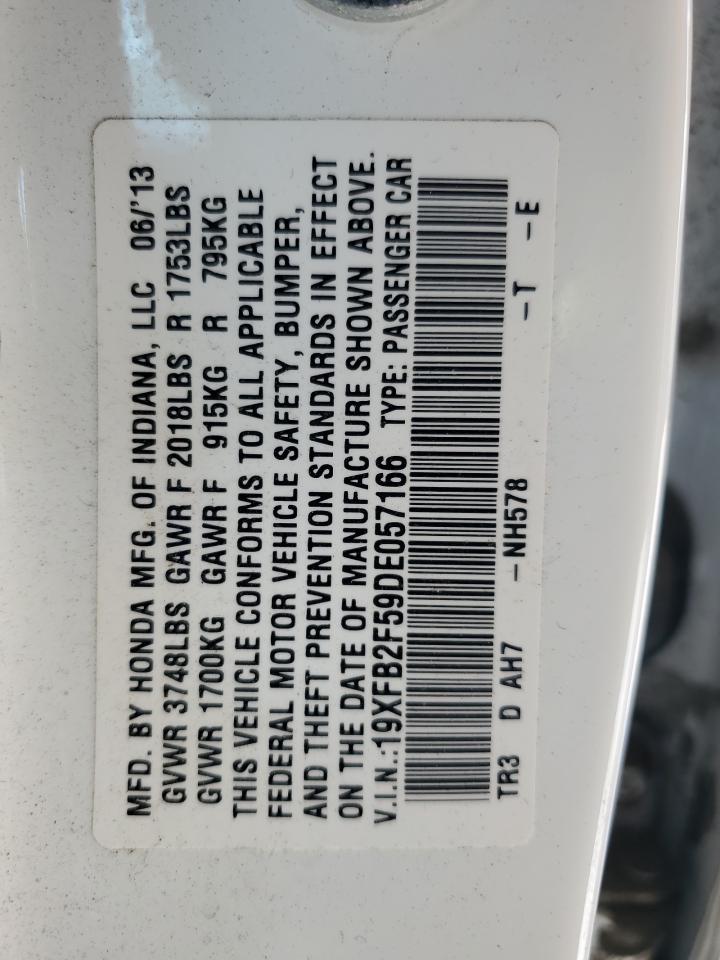 MFD. BY HONDA MFG. OF INDIANA, LLC 06/'13
GVWR 3748LBS GAWR F 2018LBS R 1753LBS
GVWR 1700KG GAWR F 915KG R 795KG
THIS VEHICLE CONFORMS TO ALL APPLICABLE
FEDERAL MOTOR VEHICLE SAFETY, BUMPER,
AND THEFT PREVENTION STANDARDS IN EFFECT
ON THE DATE OF MANUFACTURE SHOWN ABOVE.
V.I.N.:19XFB2F59DE057166 TYPE: PASSENGER CAR
TR3 D AH7 -NH578 -T -E